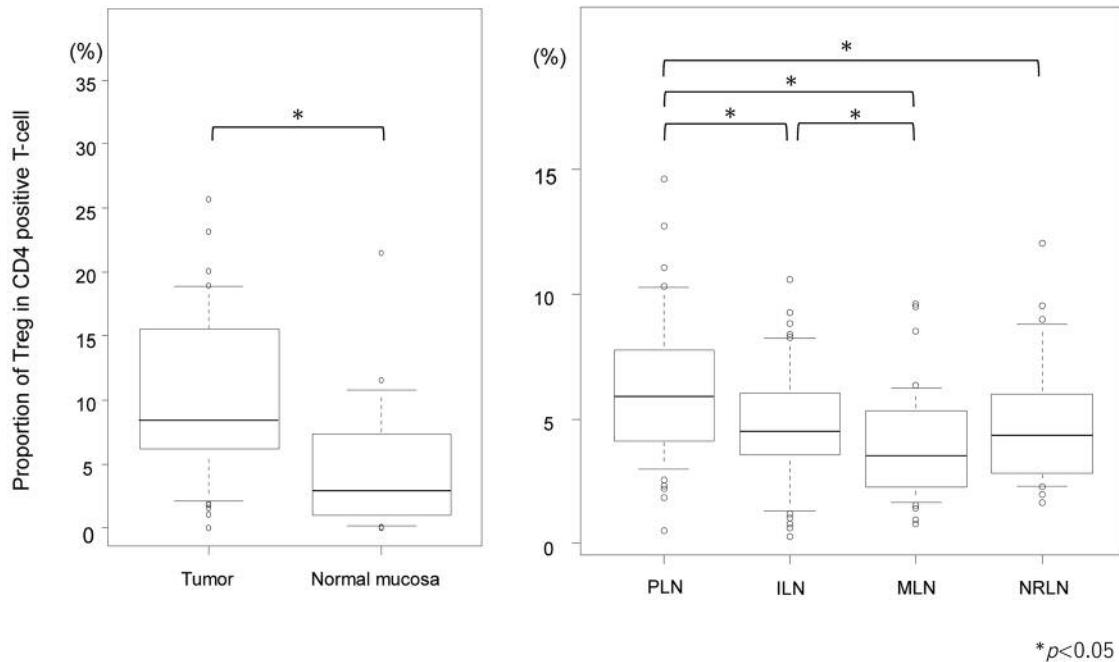 (%)
35
30
25
20
15
10
5
0
Proportion of Treg in CD4 positive T-cell
*
Tumor
Normal mucosa
(%)
15
10
5
0
*
*
*
*
PLN
ILN
MLN
NRLN
*p<0.05